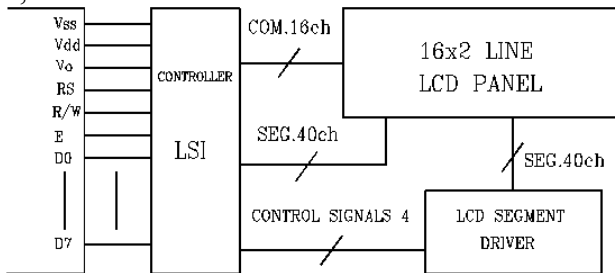 Vss
Vdd
Vo
RS
R/W
E
D0
D7
CONTROLLER
LSI
COM.16ch
SEG.40ch
CONTROL SIGNALS 4
16x2 LINE
LCD PANEL
SEG.40ch
LCD SEGMENT
DRIVER